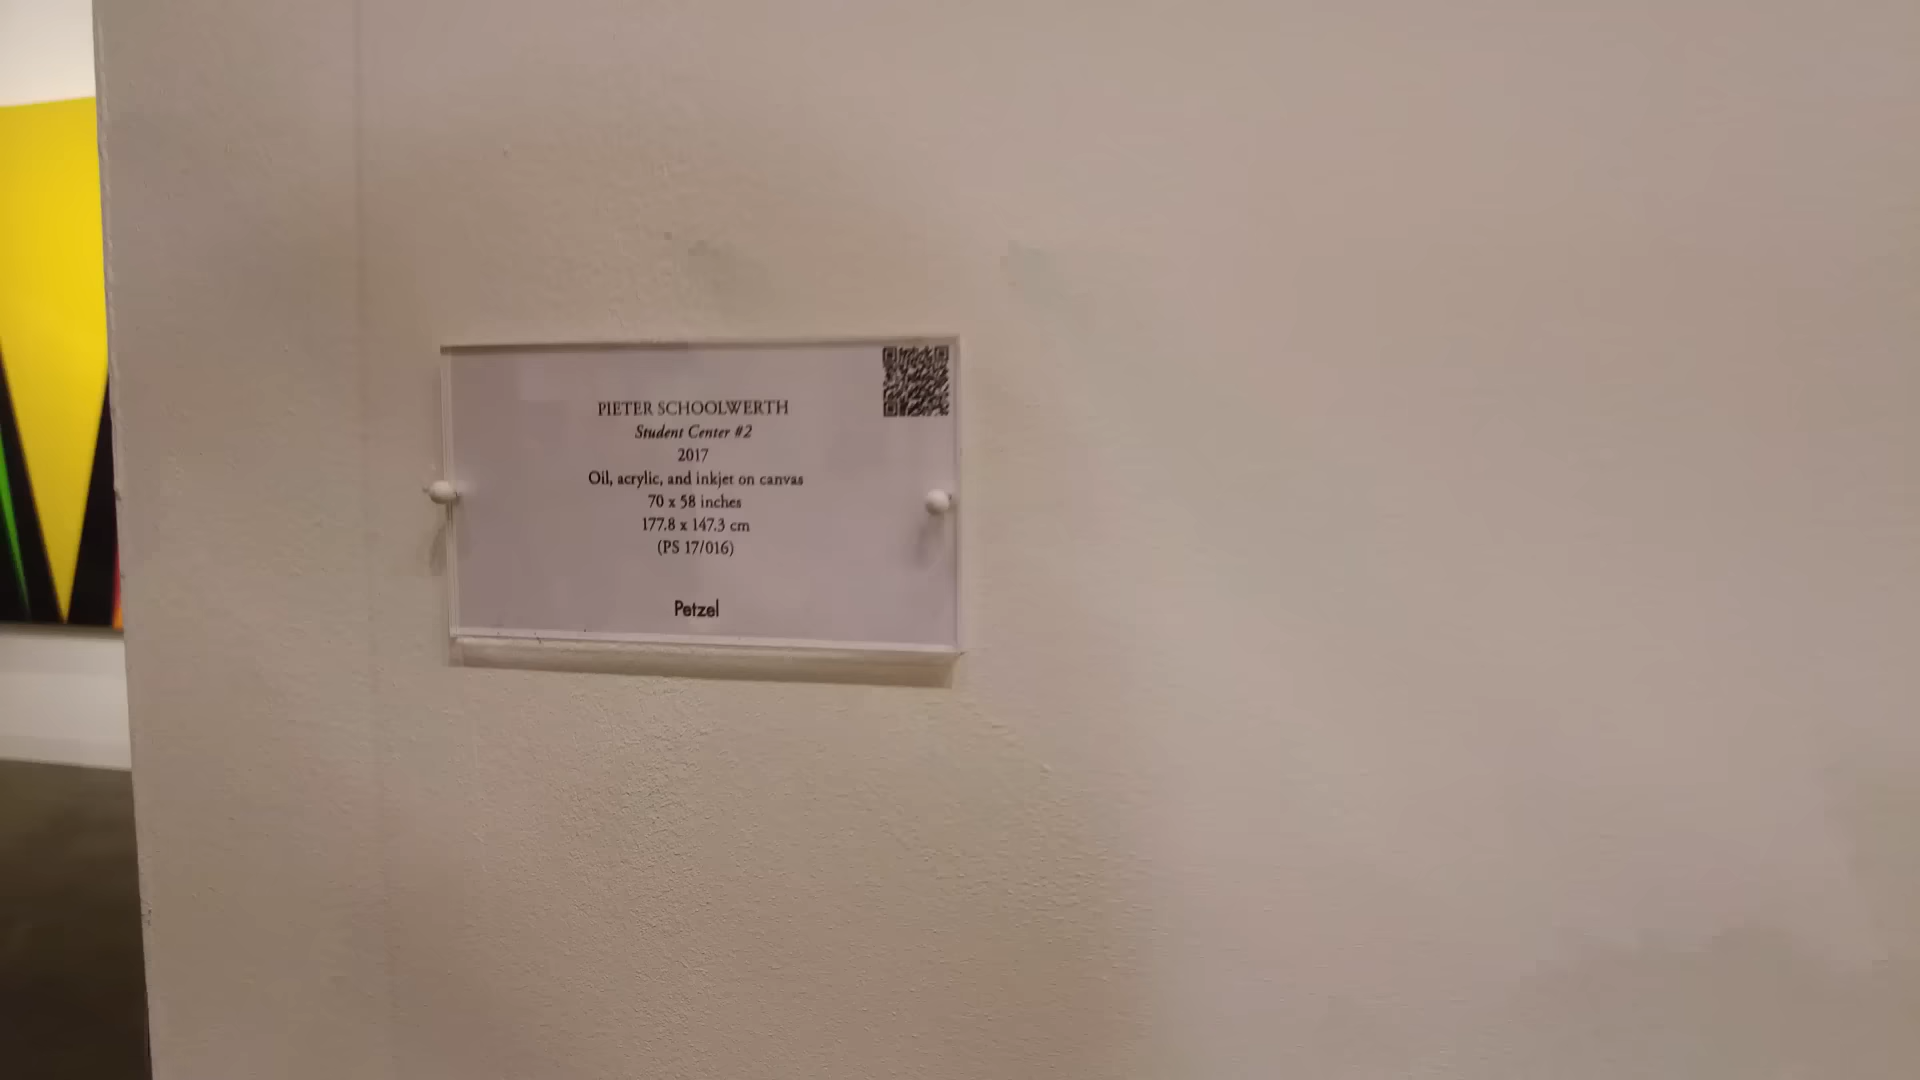 PIETER SCHOOLWERTH
Student Center #2
2017
Oil, acrylic, and inkjet on canvas
70 x 58 inches
177.8 x 147.3 cm
(PS 17/016)
Petzel